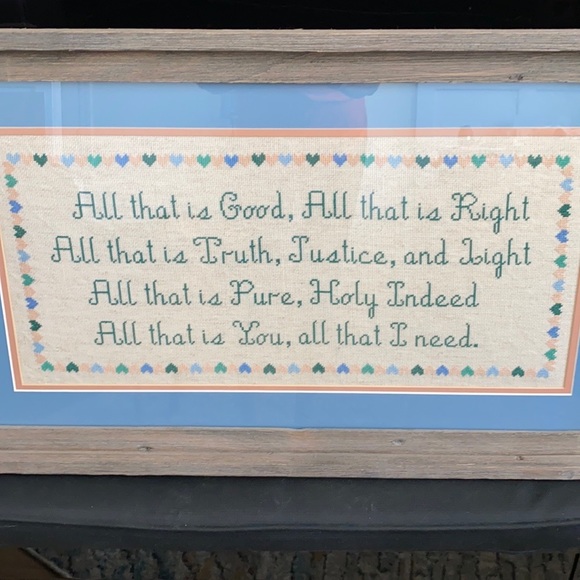 All that is Good, All that is Right
All that is Truth, Justice, and Light
All that is Pure, Holy Indeed
All that is You, all that I need.